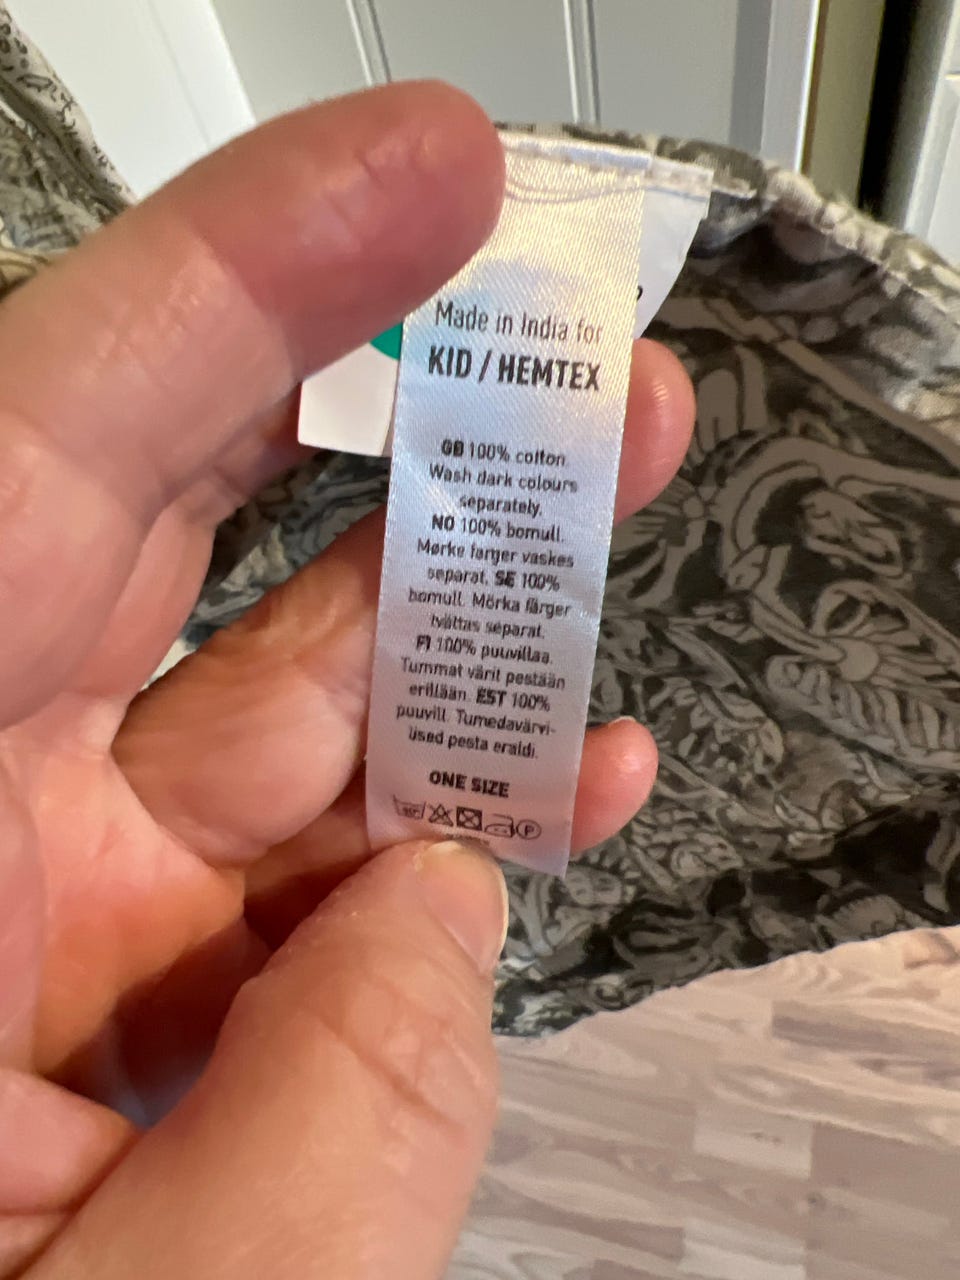 Made in India for
KID / HEMTEX
GB 100% cotton.
Wash dark colours
separately.
NO 100% bomull.
Mørke farger vaskes
separat. SE 100%
bomull. Mörka färger
tvättas separat.
FI 100% puuvillaa.
Tummat värit pestään
erillään. EST 100%
puuvill. Tumedavärvi-
lised pesta eraldi.
ONE SIZE
P